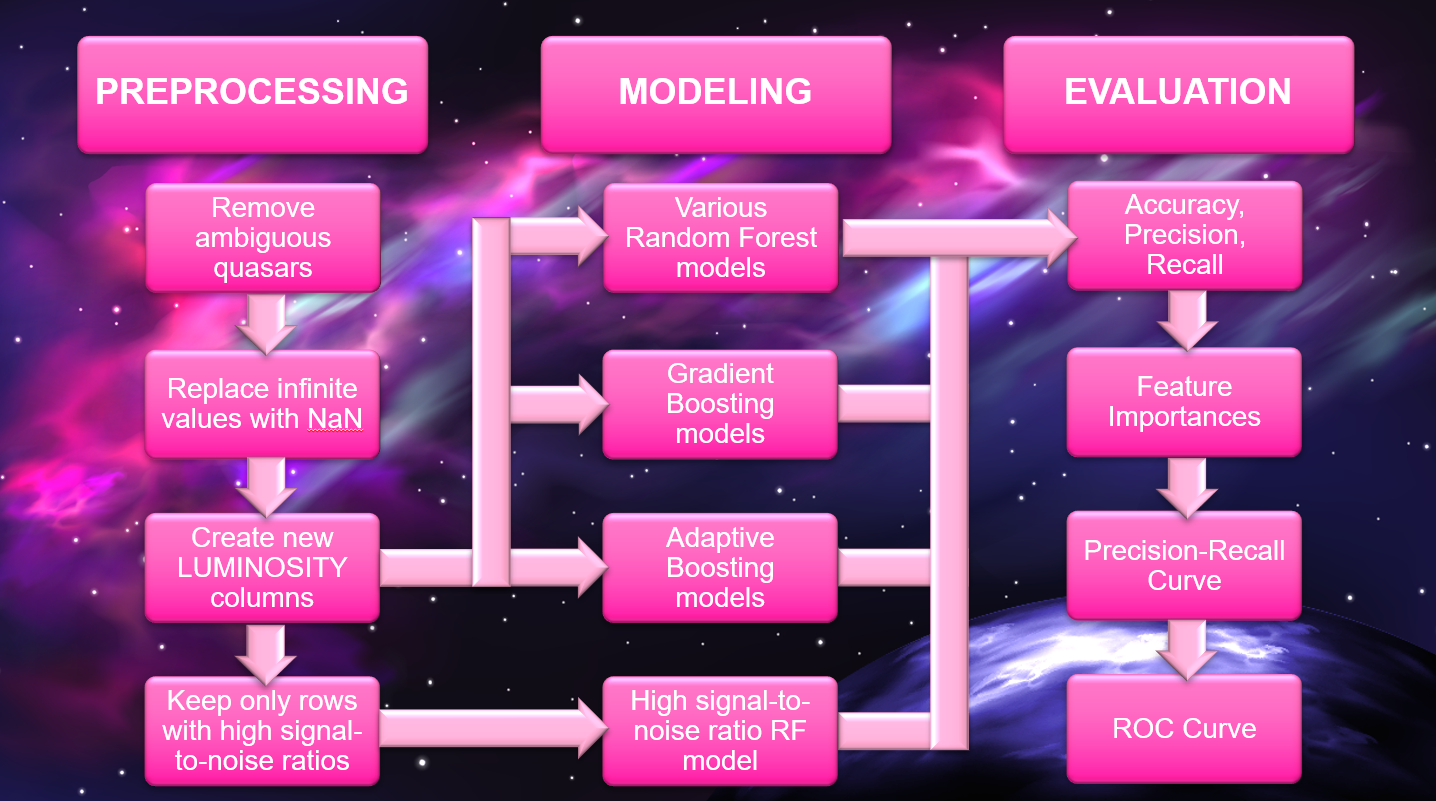 PREPROCESSING
MODELING
EVALUATION
Remove
ambiguous
quasars
Replace infinite
values with NaN
Create new
LUMINOSITY
columns
Keep only rows
with high signal-
to-noise ratios
Various
Random Forest
models
Gradient
Boosting
models
Adaptive
Boosting
models
High signal-to-
noise ratio RF
model
Accuracy,
Precision,
Recall
Feature
Importances
Precision-Recall
Curve
ROC Curve